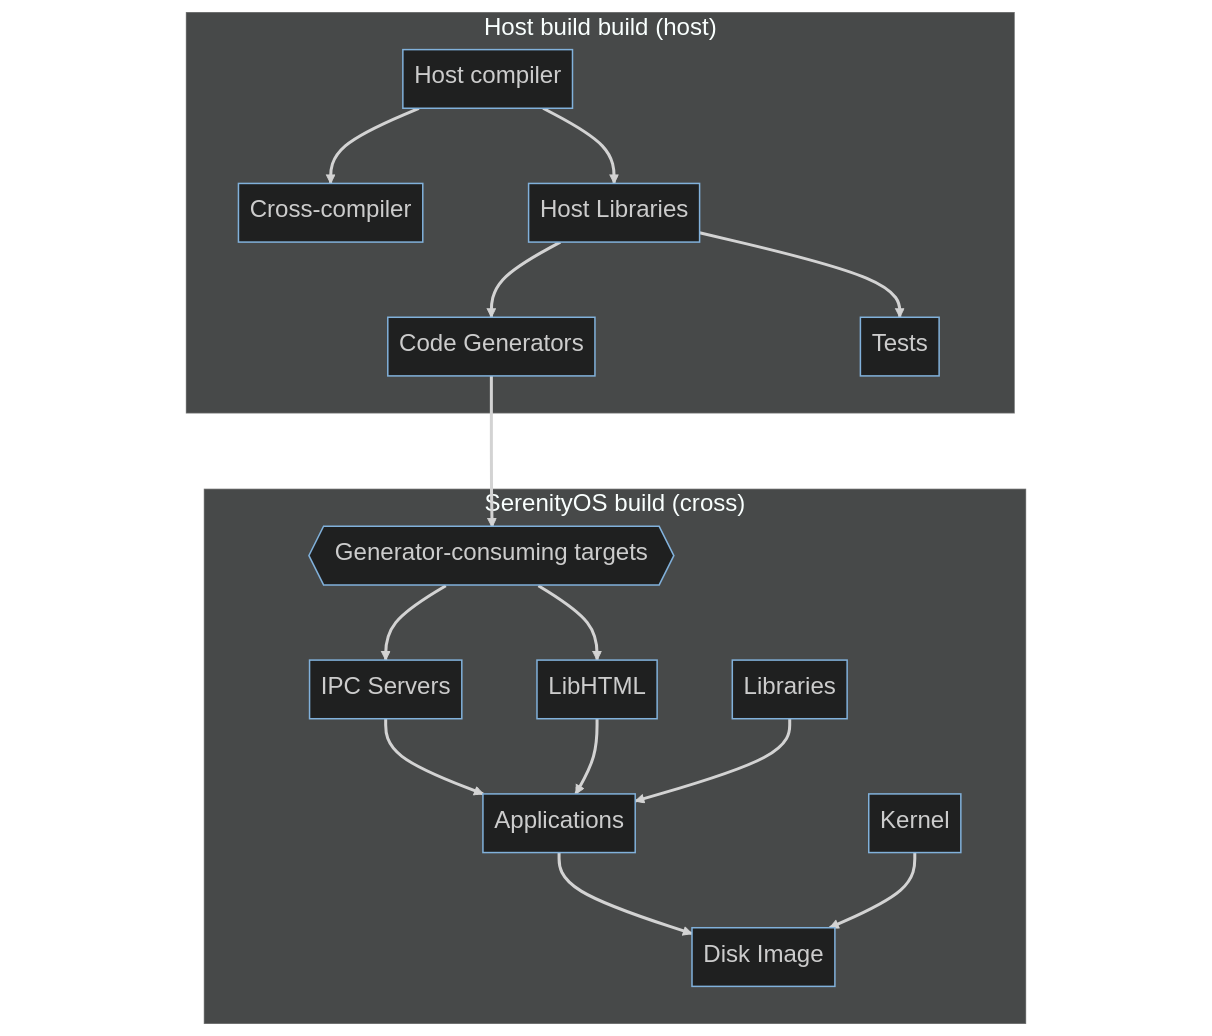 Host build build (host)
Host compiler
Cross-compiler
Host Libraries
Code Generators
Tests
SerenityOS build (cross)
Generator-consuming targets
IPC Servers
LibHTML
Libraries
Applications
Kernel
Disk Image